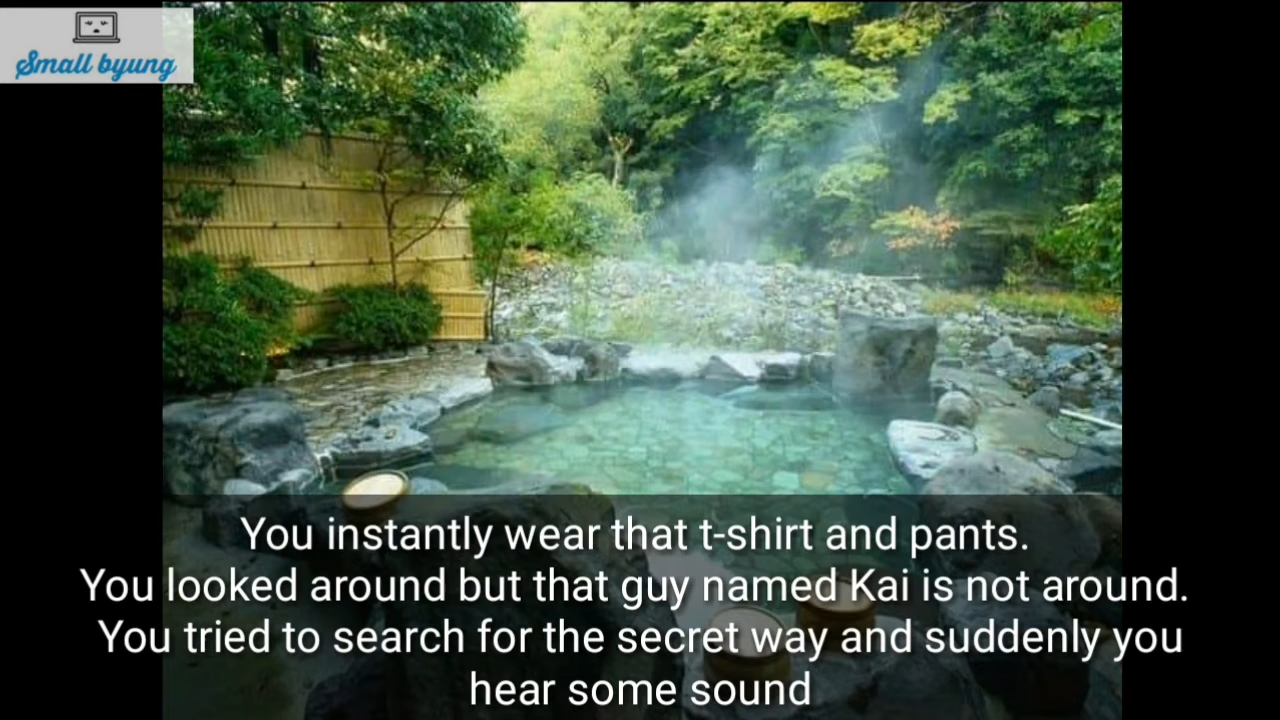 Small byung
You instantly wear that t-shirt and pants.
You looked around but that guy named Kai is not around.
You tried to search for the secret way and suddenly you
hear some sound